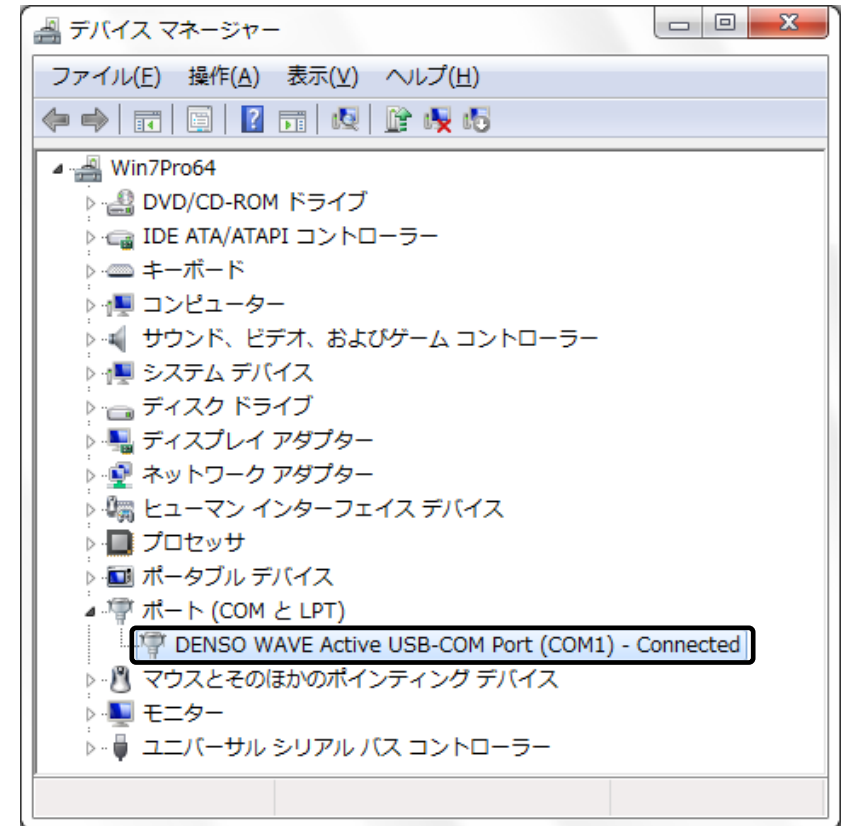 デバイス マネージャー
ファイル(F) 操作(A) 表示(V) ヘルプ(H)
Win7Pro64
DVD/CD-ROM ドライブ
IDE ATA/ATAPI コントローラー
キーボード
コンピューター
サウンド、ビデオ、およびゲーム コントローラー
システム デバイス
ディスク ドライブ
ディスプレイ アダプター
ネットワーク アダプター
ヒューマン インターフェイス デバイス
プロセッサ
ポータブル デバイス
ポート (COM と LPT)
DENSO WAVE Active USB-COM Port (COM1) - Connected
マウスとそのほかのポインティング デバイス
モニター
ユニバーサル シリアル バス コントローラー